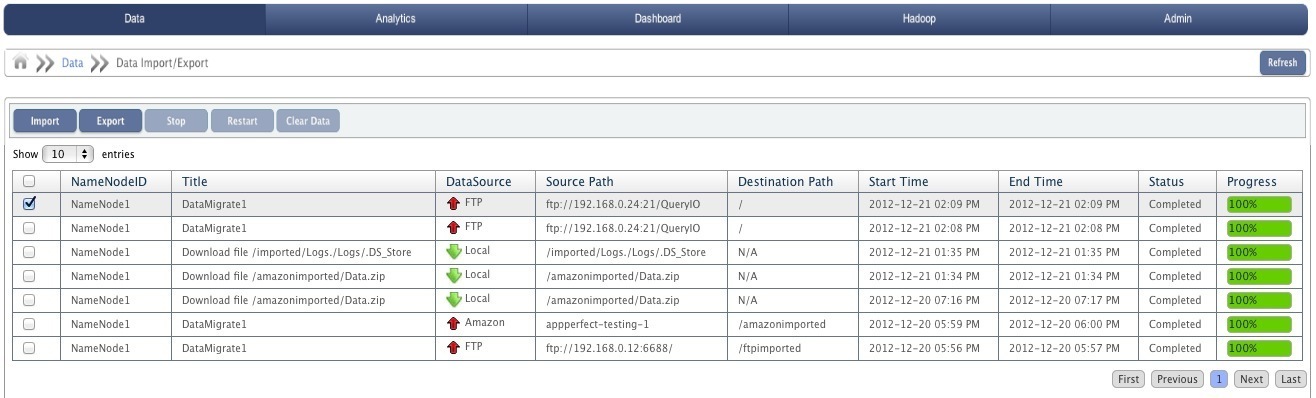 Data Analytics Dashboard Hadoop Admin
Data Data Import/Export Refresh
Import Export Stop Restart Clear Data
Show 10 entries
NameNodeID Title DataSource Source Path Destination Path Start Time End Time Status Progress
NameNode1 DataMigrate1 FTP ftp://192.168.0.24:21/QueryIO / 2012-12-21 02:09 PM 2012-12-21 02:09 PM Completed 100%
NameNode1 DataMigrate1 FTP ftp://192.168.0.24:21/QueryIO / 2012-12-21 02:08 PM 2012-12-21 02:08 PM Completed 100%
NameNode1 Download file /imported/Logs./Logs/.DS_Store Local /imported/Logs./Logs/.DS_Store N/A 2012-12-21 01:35 PM 2012-12-21 01:35 PM Completed 100%
NameNode1 Download file /amazonimported/Data.zip Local /amazonimported/Data.zip N/A 2012-12-21 01:34 PM 2012-12-21 01:34 PM Completed 100%
NameNode1 Download file /amazonimported/Data.zip Local /amazonimported/Data.zip N/A 2012-12-20 07:16 PM 2012-12-20 07:17 PM Completed 100%
NameNode1 DataMigrate1 Amazon appperfect-testing-1 /amazonimported 2012-12-20 05:59 PM 2012-12-20 06:00 PM Completed 100%
NameNode1 DataMigrate1 FTP ftp://192.168.0.12:6688/ /ftpimported 2012-12-20 05:56 PM 2012-12-20 05:57 PM Completed 100%
First Previous 1 Next Last